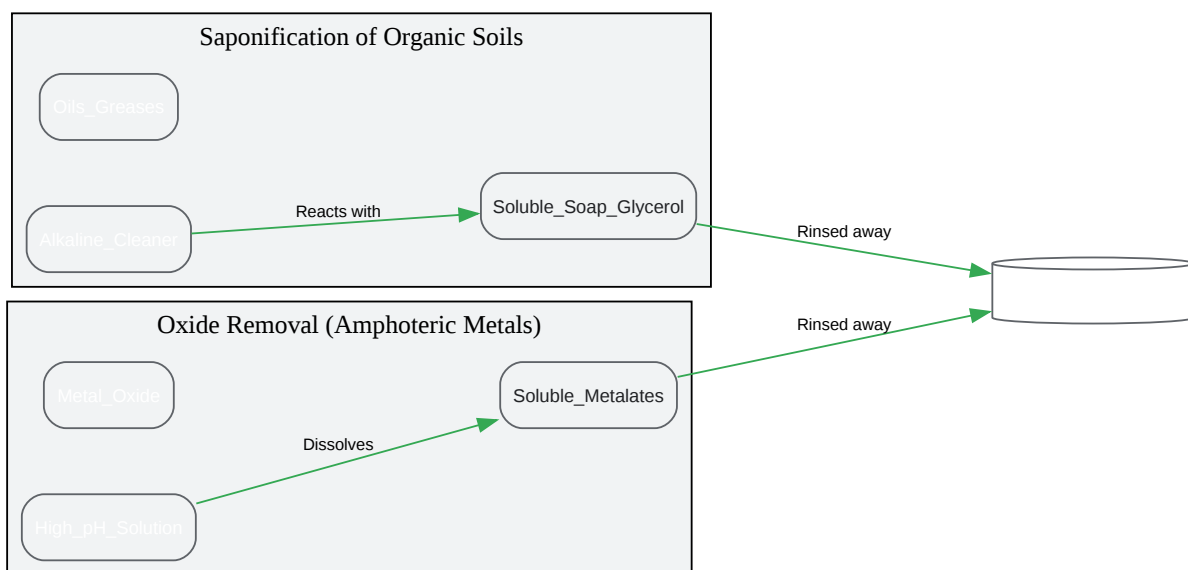 Saponification of Organic Soils
Oils_Greases
Alkaline_Cleaner
Reacts with
Soluble_Soap_Glycerol
Rinsed away
Oxide Removal (Amphoteric Metals)
Metal_Oxide
High_pH_Solution
Dissolves
Soluble_Metalates
Rinsed away